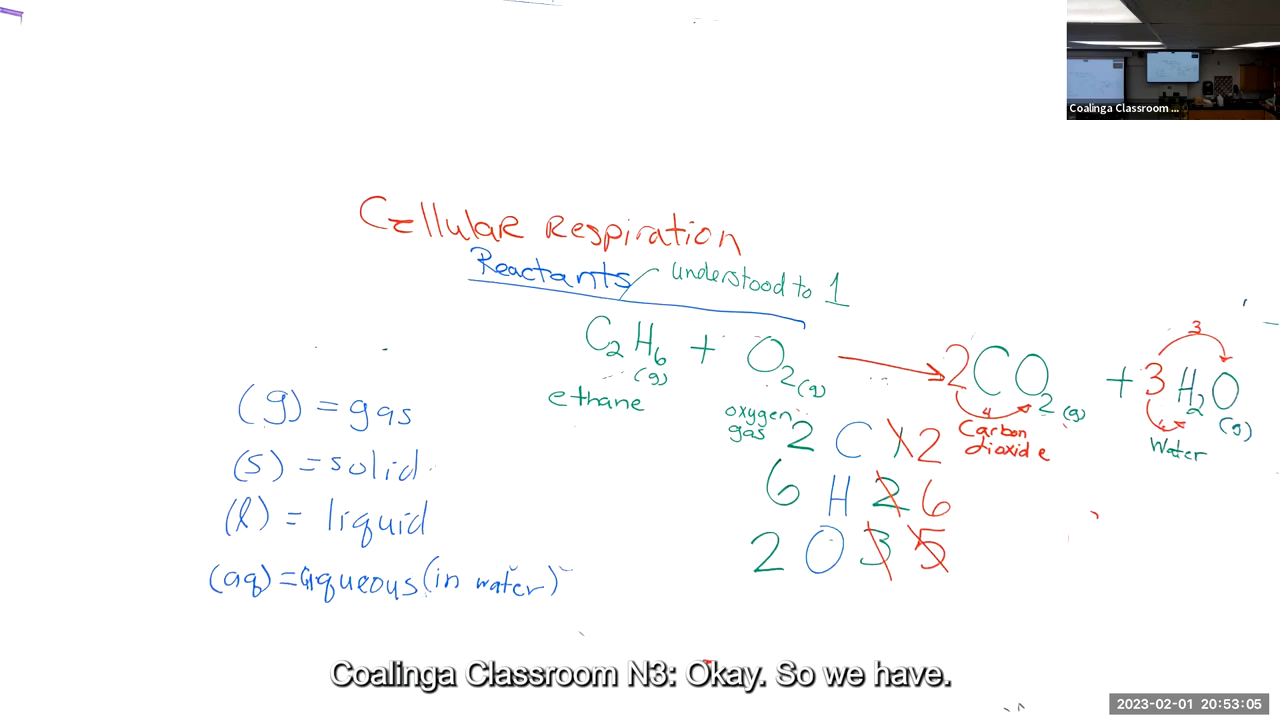 Coalinga Classroom ...
Cellular Respiration
Reactants
understood to 1
C2H6(g) + O2(g) → 2CO2(g) + 3H2O(g)
3
4
ethane
oxygen gas
Carbon dioxide
Water
2 C 1 2
6 H 2 6
2 O 3 5
(g) = gas
(s) = solid
(l) = liquid
(aq) = aqueous (in water)
Coalinga Classroom N3: Okay. So we have.
2023-02-01 20:53:05